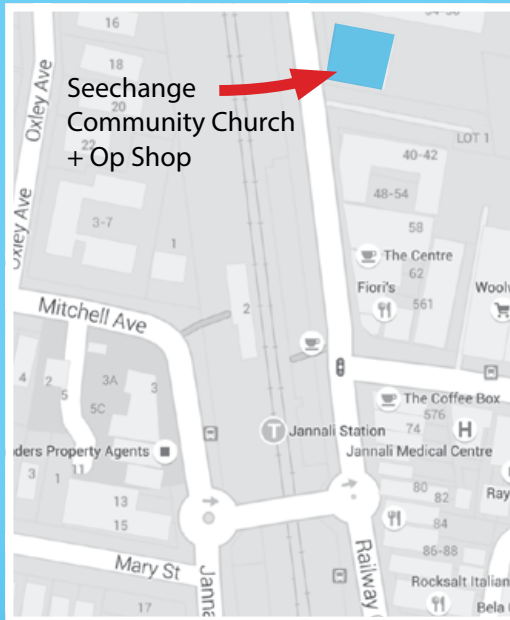 16
18
Seechange
Community Church
+ Op Shop
20
22
Oxley Ave
LOT 1
40-42
48-54
3-7
1
58
The Centre
62
Fiori's
561
Mitchell Ave
2
4
2
5
3A
3
5C
The Coffee Box
576
74
H
T
Jannali Station
Jannali Medical Centre
Property Agents
11
3
1
80
82
13
15
84
86-88
Mary St
Railway
Rocksalt Italian
17